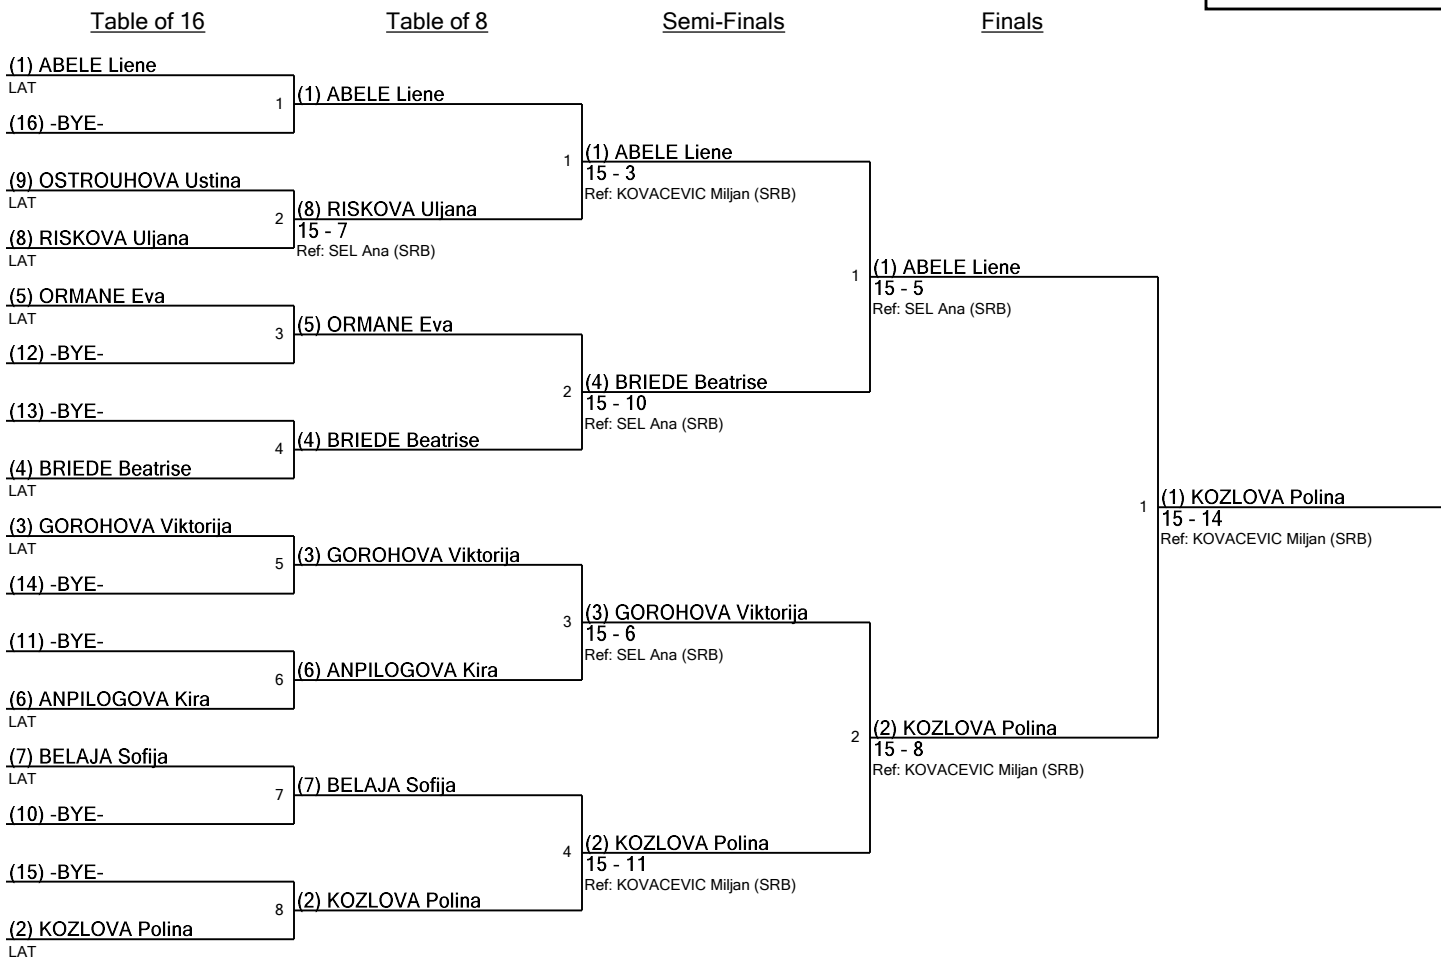 Table of 16
Table of 8
Semi-Finals
Finals
(1) ABELE Liene
LAT
(16) -BYE-
(9) OSTROUHOVA Ustina
LAT
(8) RISKOVA Uljana
LAT
(5) ORMANE Eva
LAT
(12) -BYE-
(13) -BYE-
(4) BRIEDE Beatrise
LAT
(3) GOROHOVA Viktorija
LAT
(14) -BYE-
(11) -BYE-
(6) ANPILOGOVA Kira
LAT
(7) BELAJA Sofija
LAT
(10) -BYE-
(15) -BYE-
(2) KOZLOVA Polina
LAT
1
(1) ABELE Liene
2
(8) RISKOVA Uljana
15 - 7
Ref: SEL Ana (SRB)
3
(5) ORMANE Eva
4
(4) BRIEDE Beatrise
5
(3) GOROHOVA Viktorija
6
(6) ANPILOGOVA Kira
7
(7) BELAJA Sofija
8
(2) KOZLOVA Polina
1
(1) ABELE Liene
15 - 3
Ref: KOVACEVIC Miljan (SRB)
2
(4) BRIEDE Beatrise
15 - 10
Ref: SEL Ana (SRB)
3
(3) GOROHOVA Viktorija
15 - 6
Ref: SEL Ana (SRB)
4
(2) KOZLOVA Polina
15 - 11
Ref: KOVACEVIC Miljan (SRB)
1
(1) ABELE Liene
15 - 5
Ref: SEL Ana (SRB)
2
(2) KOZLOVA Polina
15 - 8
Ref: KOVACEVIC Miljan (SRB)
1
(1) KOZLOVA Polina
15 - 14
Ref: KOVACEVIC Miljan (SRB)